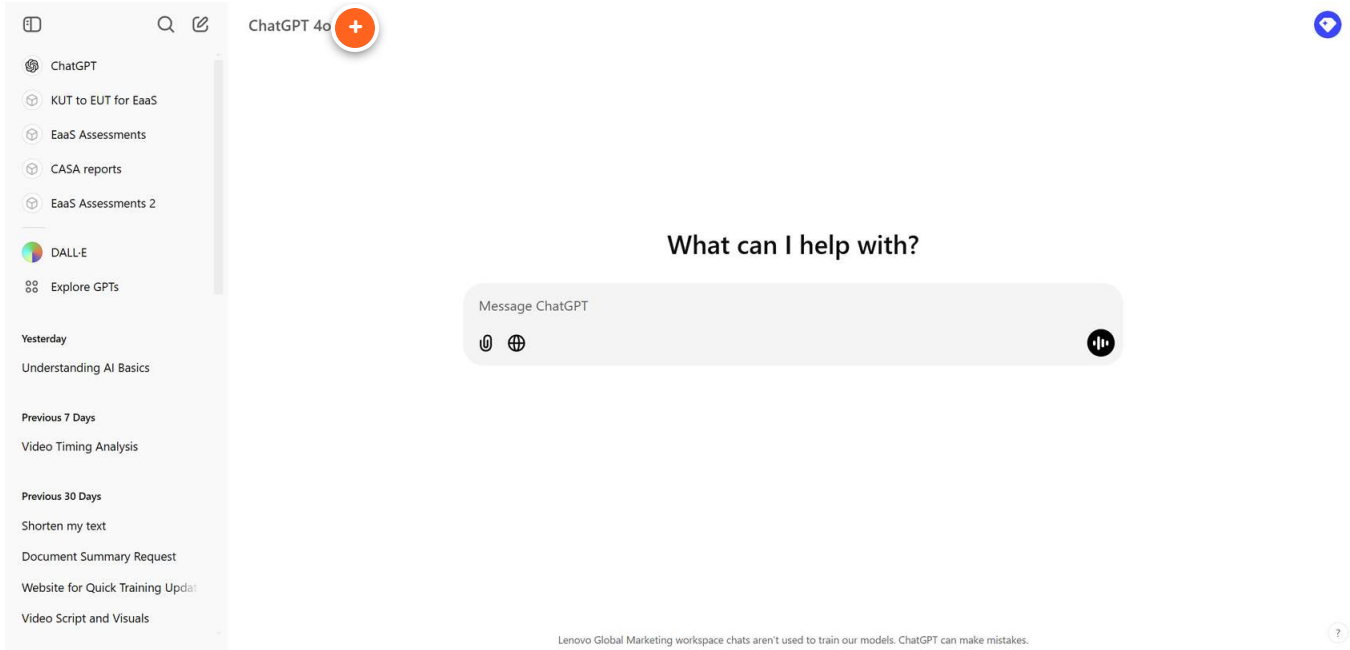 ChatGPT 4o
ChatGPT
KUT to EUT for EaaS
EaaS Assessments
CASA reports
EaaS Assessments 2
DALL·E
Explore GPTs
Yesterday
Understanding AI Basics
Previous 7 Days
Video Timing Analysis
Previous 30 Days
Shorten my text
Document Summary Request
Website for Quick Training Updat
Video Script and Visuals
What can I help with?
Message ChatGPT
Lenovo Global Marketing workspace chats aren't used to train our models. ChatGPT can make mistakes.
?